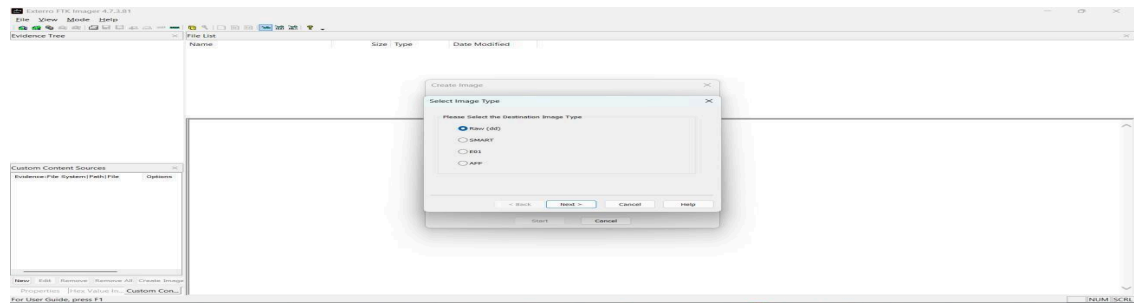 Exterro FTK Imager 4.7.3.81
File View Mode Help
Evidence Tree
File List
Name Size Type Date Modified
Create Image
Select Image Type
Please Select the Destination Image Type
Raw (dd)
SMART
E01
AFF
< Back Next > Cancel Help
Start Cancel
Custom Content Sources
Evidence:File System|Path|File Options
New Edit Remove Remove All Create Image
Properties Hex Value In... Custom Con...
For User Guide, press F1
NUM SCRL